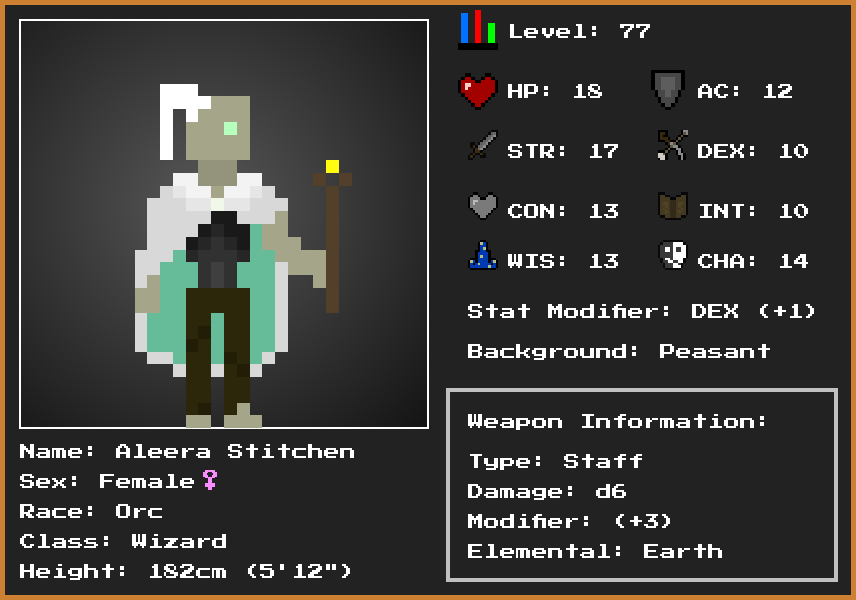 Level: 77
HP: 18 AC: 12
STR: 17 DEX: 10
CON: 13 INT: 10
WIS: 13 CHA: 14
Stat Modifier: DEX (+1)
Background: Peasant
Weapon Information:
Type: Staff
Damage: d6
Modifier: (+3)
Elemental: Earth
Name: Aleera Stitchen
Sex: Female♀
Race: Orc
Class: Wizard
Height: 182cm (5'12")